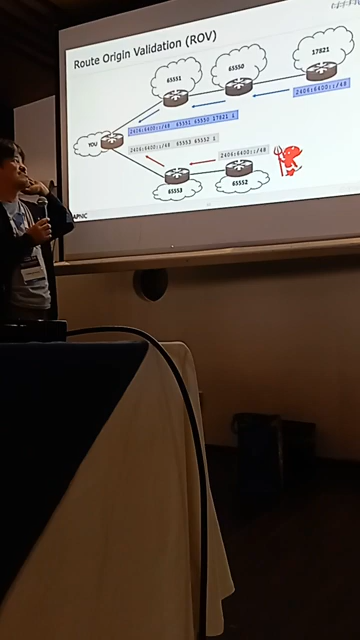 Route Origin Validation (ROV)
65551
65550
17821
2406:6400::/48
2406:6400::/48 65551 65550 17821 i
YOU
2406:6400::/48 65553 65552 i
2406:6400::/48
65553
65552
APNIC